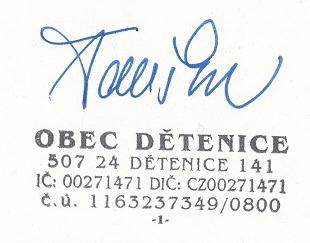 OBEC DĚTENICE
507 24 DĚTENICE 141
IČ: 00271471 DIČ: CZ00271471
č.ú. 1163237349/0800
-1-